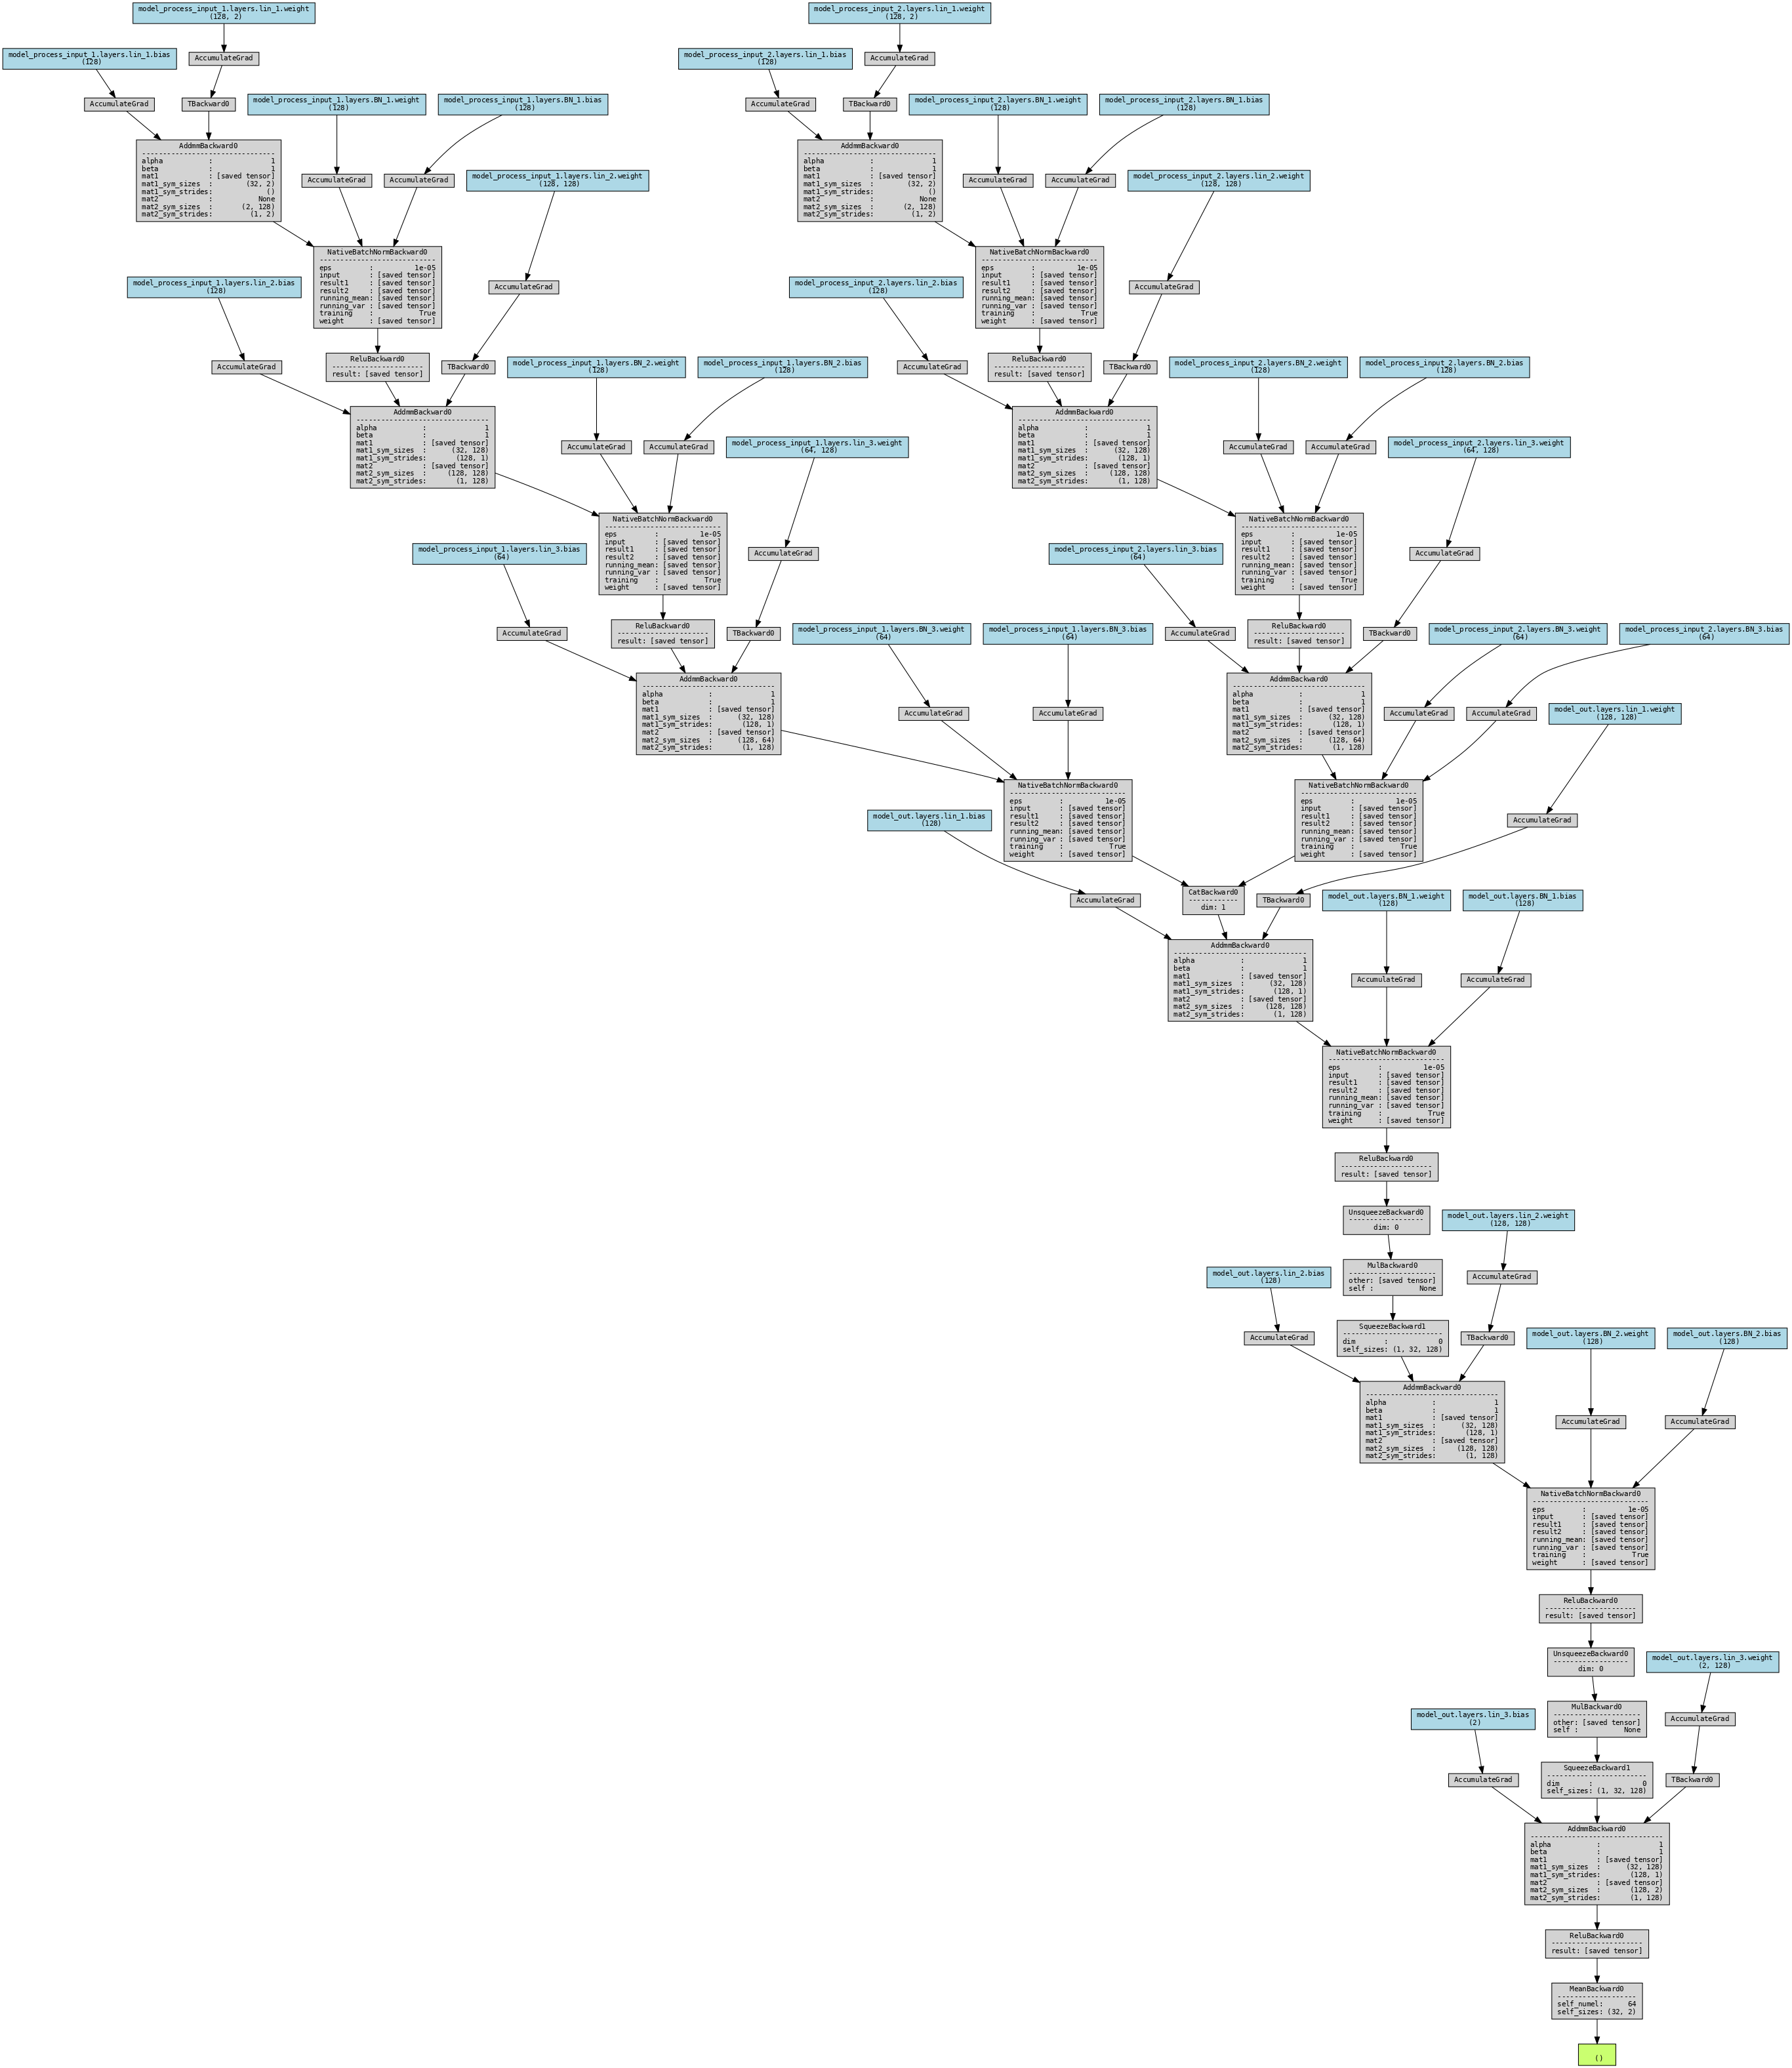 model_process_input_1.layers.lin_1.weight
(128, 2)
model_process_input_2.layers.lin_1.weight
(128, 2)
model_process_input_1.layers.lin_1.bias
(128)
AccumulateGrad
model_process_input_2.layers.lin_1.bias
(128)
AccumulateGrad
AccumulateGrad
TBackward0
model_process_input_1.layers.BN_1.weight
(128)
model_process_input_1.layers.BN_1.bias
(128)
AccumulateGrad
TBackward0
model_process_input_2.layers.BN_1.weight
(128)
model_process_input_2.layers.BN_1.bias
(128)
AddmmBackward0
--------------------------------
alpha           :              1
beta            :              1
mat1            : [saved tensor]
mat1_sym_sizes  :        (32, 2)
mat1_sym_strides:             ()
mat2            :           None
mat2_sym_sizes  :       (2, 128)
mat2_sym_strides:         (1, 2)
AccumulateGrad
AccumulateGrad
model_process_input_1.layers.lin_2.weight
(128, 128)
AddmmBackward0
--------------------------------
alpha           :              1
beta            :              1
mat1            : [saved tensor]
mat1_sym_sizes  :        (32, 2)
mat1_sym_strides:             ()
mat2            :           None
mat2_sym_sizes  :       (2, 128)
mat2_sym_strides:         (1, 2)
AccumulateGrad
AccumulateGrad
model_process_input_2.layers.lin_2.weight
(128, 128)
model_process_input_1.layers.lin_2.bias
(128)
NativeBatchNormBackward0
----------------------------
eps         :          1e-05
input       : [saved tensor]
result1     : [saved tensor]
result2     : [saved tensor]
running_mean: [saved tensor]
running_var : [saved tensor]
training    :           True
weight      : [saved tensor]
AccumulateGrad
model_process_input_2.layers.lin_2.bias
(128)
NativeBatchNormBackward0
----------------------------
eps         :          1e-05
input       : [saved tensor]
result1     : [saved tensor]
result2     : [saved tensor]
running_mean: [saved tensor]
running_var : [saved tensor]
training    :           True
weight      : [saved tensor]
AccumulateGrad
AccumulateGrad
ReluBackward0
----------------------
result: [saved tensor]
TBackward0
model_process_input_1.layers.BN_2.weight
(128)
model_process_input_1.layers.BN_2.bias
(128)
AccumulateGrad
ReluBackward0
----------------------
result: [saved tensor]
TBackward0
model_process_input_2.layers.BN_2.weight
(128)
model_process_input_2.layers.BN_2.bias
(128)
AddmmBackward0
--------------------------------
alpha           :              1
beta            :              1
mat1            : [saved tensor]
mat1_sym_sizes  :      (32, 128)
mat1_sym_strides:       (128, 1)
mat2            : [saved tensor]
mat2_sym_sizes  :     (128, 128)
mat2_sym_strides:       (1, 128)
AccumulateGrad
AccumulateGrad
model_process_input_1.layers.lin_3.weight
(64, 128)
AddmmBackward0
--------------------------------
alpha           :              1
beta            :              1
mat1            : [saved tensor]
mat1_sym_sizes  :      (32, 128)
mat1_sym_strides:       (128, 1)
mat2            : [saved tensor]
mat2_sym_sizes  :     (128, 128)
mat2_sym_strides:       (1, 128)
AccumulateGrad
AccumulateGrad
model_process_input_2.layers.lin_3.weight
(64, 128)
model_process_input_1.layers.lin_3.bias
(64)
NativeBatchNormBackward0
----------------------------
eps         :          1e-05
input       : [saved tensor]
result1     : [saved tensor]
result2     : [saved tensor]
running_mean: [saved tensor]
running_var : [saved tensor]
training    :           True
weight      : [saved tensor]
AccumulateGrad
model_process_input_2.layers.lin_3.bias
(64)
NativeBatchNormBackward0
----------------------------
eps         :          1e-05
input       : [saved tensor]
result1     : [saved tensor]
result2     : [saved tensor]
running_mean: [saved tensor]
running_var : [saved tensor]
training    :           True
weight      : [saved tensor]
AccumulateGrad
AccumulateGrad
ReluBackward0
----------------------
result: [saved tensor]
TBackward0
model_process_input_1.layers.BN_3.weight
(64)
model_process_input_1.layers.BN_3.bias
(64)
AccumulateGrad
ReluBackward0
----------------------
result: [saved tensor]
TBackward0
model_process_input_2.layers.BN_3.weight
(64)
model_process_input_2.layers.BN_3.bias
(64)
AddmmBackward0
--------------------------------
alpha           :              1
beta            :              1
mat1            : [saved tensor]
mat1_sym_sizes  :      (32, 128)
mat1_sym_strides:       (128, 1)
mat2            : [saved tensor]
mat2_sym_sizes  :      (128, 64)
mat2_sym_strides:       (1, 128)
AccumulateGrad
AccumulateGrad
AddmmBackward0
--------------------------------
alpha           :              1
beta            :              1
mat1            : [saved tensor]
mat1_sym_sizes  :      (32, 128)
mat1_sym_strides:       (128, 1)
mat2            : [saved tensor]
mat2_sym_sizes  :      (128, 64)
mat2_sym_strides:       (1, 128)
AccumulateGrad
AccumulateGrad
model_out.layers.lin_1.weight
(128, 128)
model_out.layers.lin_1.bias
(128)
NativeBatchNormBackward0
----------------------------
eps         :          1e-05
input       : [saved tensor]
result1     : [saved tensor]
result2     : [saved tensor]
running_mean: [saved tensor]
running_var : [saved tensor]
training    :           True
weight      : [saved tensor]
NativeBatchNormBackward0
----------------------------
eps         :          1e-05
input       : [saved tensor]
result1     : [saved tensor]
result2     : [saved tensor]
running_mean: [saved tensor]
running_var : [saved tensor]
training    :           True
weight      : [saved tensor]
AccumulateGrad
AccumulateGrad
CatBackward0
------------
dim: 1
TBackward0
model_out.layers.BN_1.weight
(128)
model_out.layers.BN_1.bias
(128)
AddmmBackward0
--------------------------------
alpha           :              1
beta            :              1
mat1            : [saved tensor]
mat1_sym_sizes  :      (32, 128)
mat1_sym_strides:       (128, 1)
mat2            : [saved tensor]
mat2_sym_sizes  :     (128, 128)
mat2_sym_strides:       (1, 128)
AccumulateGrad
AccumulateGrad
NativeBatchNormBackward0
----------------------------
eps         :          1e-05
input       : [saved tensor]
result1     : [saved tensor]
result2     : [saved tensor]
running_mean: [saved tensor]
running_var : [saved tensor]
training    :           True
weight      : [saved tensor]
ReluBackward0
----------------------
result: [saved tensor]
UnsqueezeBackward0
------------------
dim: 0
model_out.layers.lin_2.weight
(128, 128)
model_out.layers.lin_2.bias
(128)
MulBackward0
---------------------
other: [saved tensor]
self :           None
AccumulateGrad
AccumulateGrad
SqueezeBackward1
------------------------
dim       :            0
self_sizes: (1, 32, 128)
TBackward0
model_out.layers.BN_2.weight
(128)
model_out.layers.BN_2.bias
(128)
AddmmBackward0
--------------------------------
alpha           :              1
beta            :              1
mat1            : [saved tensor]
mat1_sym_sizes  :      (32, 128)
mat1_sym_strides:       (128, 1)
mat2            : [saved tensor]
mat2_sym_sizes  :     (128, 128)
mat2_sym_strides:       (1, 128)
AccumulateGrad
AccumulateGrad
NativeBatchNormBackward0
----------------------------
eps         :          1e-05
input       : [saved tensor]
result1     : [saved tensor]
result2     : [saved tensor]
running_mean: [saved tensor]
running_var : [saved tensor]
training    :           True
weight      : [saved tensor]
ReluBackward0
----------------------
result: [saved tensor]
UnsqueezeBackward0
------------------
dim: 0
model_out.layers.lin_3.weight
(2, 128)
model_out.layers.lin_3.bias
(2)
MulBackward0
---------------------
other: [saved tensor]
self :           None
AccumulateGrad
AccumulateGrad
SqueezeBackward1
------------------------
dim       :            0
self_sizes: (1, 32, 128)
TBackward0
AddmmBackward0
--------------------------------
alpha           :              1
beta            :              1
mat1            : [saved tensor]
mat1_sym_sizes  :      (32, 128)
mat1_sym_strides:       (128, 1)
mat2            : [saved tensor]
mat2_sym_sizes  :       (128, 2)
mat2_sym_strides:       (1, 128)
ReluBackward0
----------------------
result: [saved tensor]
MeanBackward0
-------------------
self_numel:      64
self_sizes: (32, 2)
()